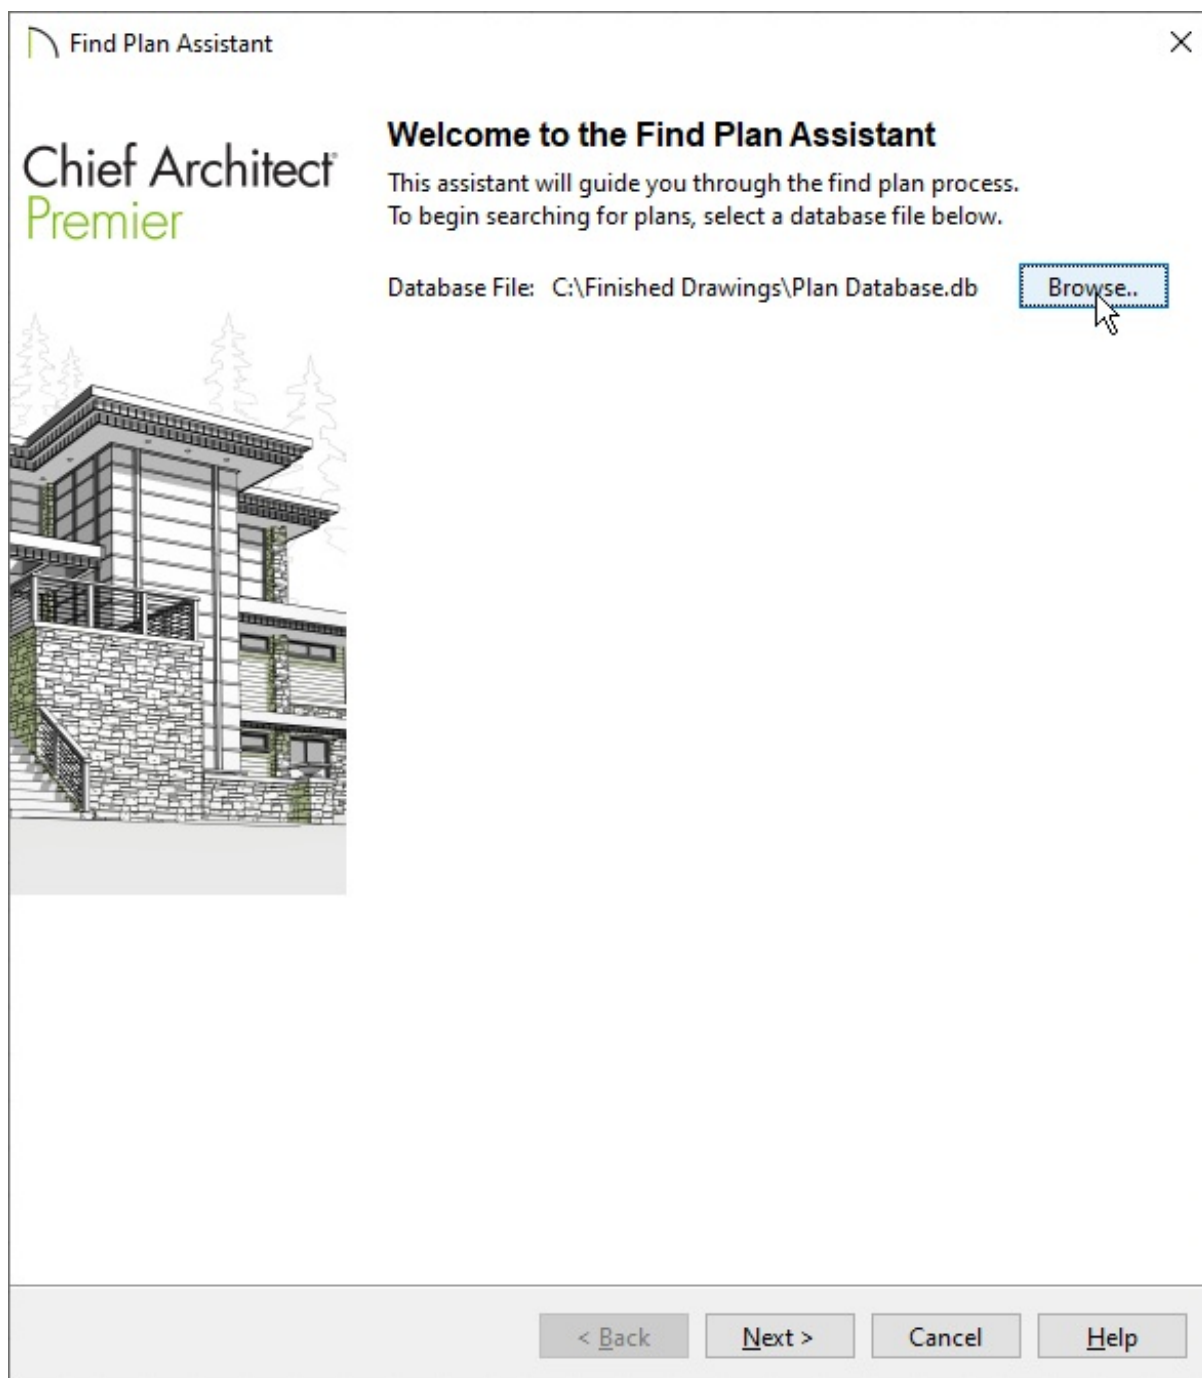 Find Plan Assistant
Chief Architect®
Premier
Welcome to the Find Plan Assistant
This assistant will guide you through the find plan process.
To begin searching for plans, select a database file below.
Database File: C:\Finished Drawings\Plan Database.db Browse..
< Back Next > Cancel Help